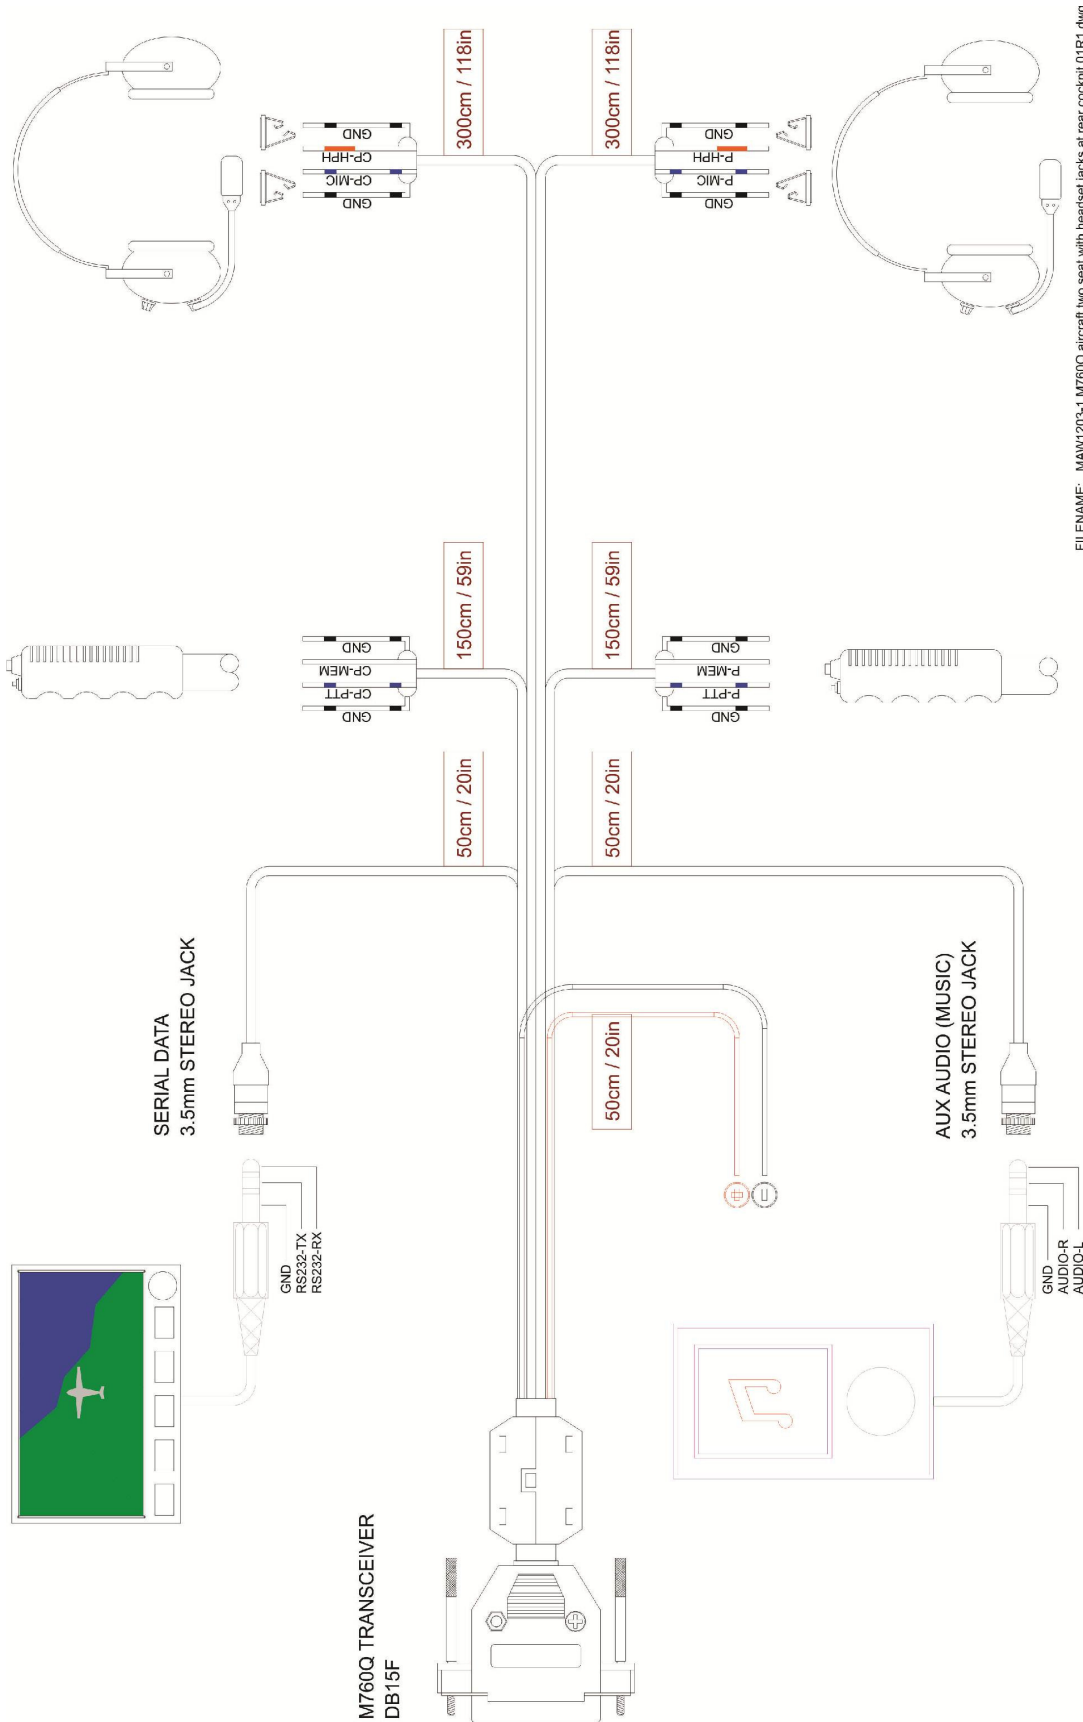 M760Q TRANSCEIVER
DB15F
SERIAL DATA
3.5mm STEREO JACK
GND
RS232-TX
RS232-RX
AUX AUDIO (MUSIC)
3.5mm STEREO JACK
GND
AUDIO-R
AUDIO-L
50cm / 20in
50cm / 20in
50cm / 20in
150cm / 59in
150cm / 59in
300cm / 118in
300cm / 118in
GND
CP-PTT
CP-MEM
GND
GND
P-PTT
P-MEM
GND
GND
CP-MIC
CP-HPH
GND
GND
P-MIC
P-HPH
GND
FILENAME: MAW1203-1 M760Q aircraft two seat with headset jacks at rear cockpit 01R1.dwg